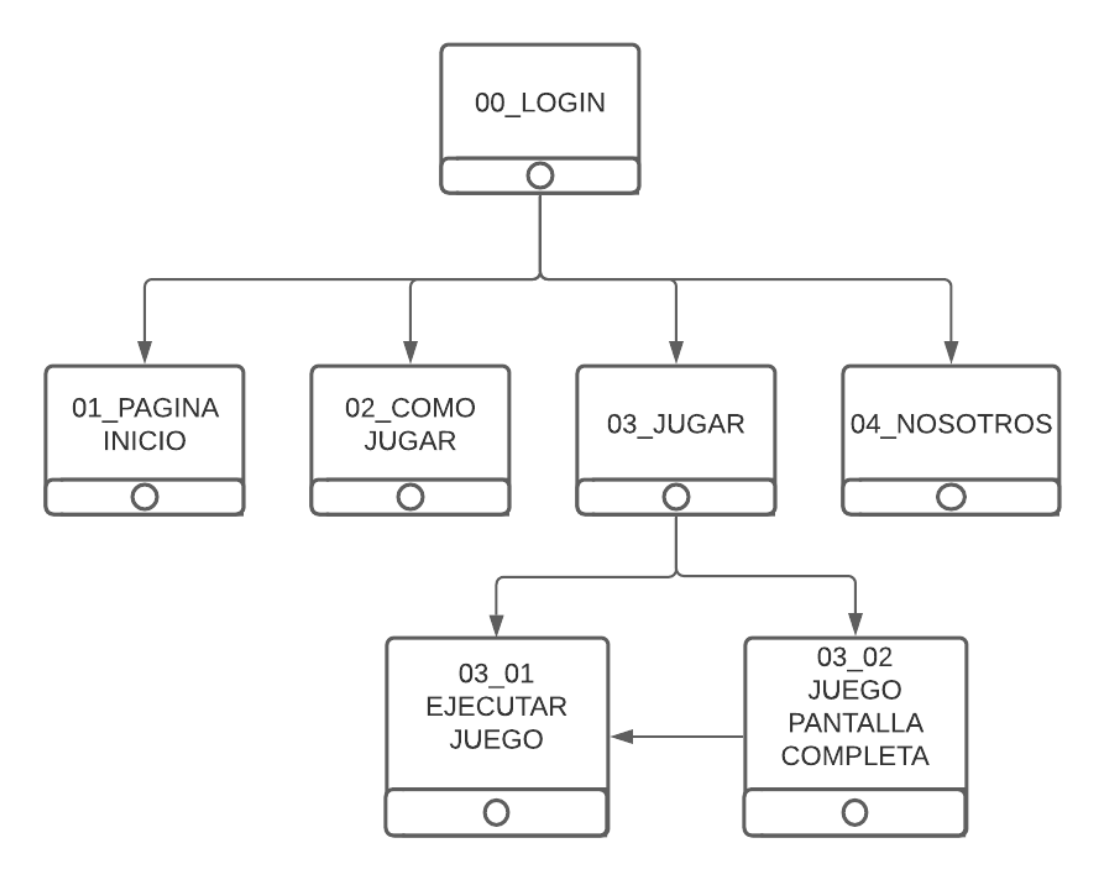 00_LOGIN
01_PAGINA
INICIO
02_COMO
JUGAR
03_JUGAR
04_NOSOTROS
03_01
EJECUTAR
JUEGO
03_02
JUEGO
PANTALLA
COMPLETA